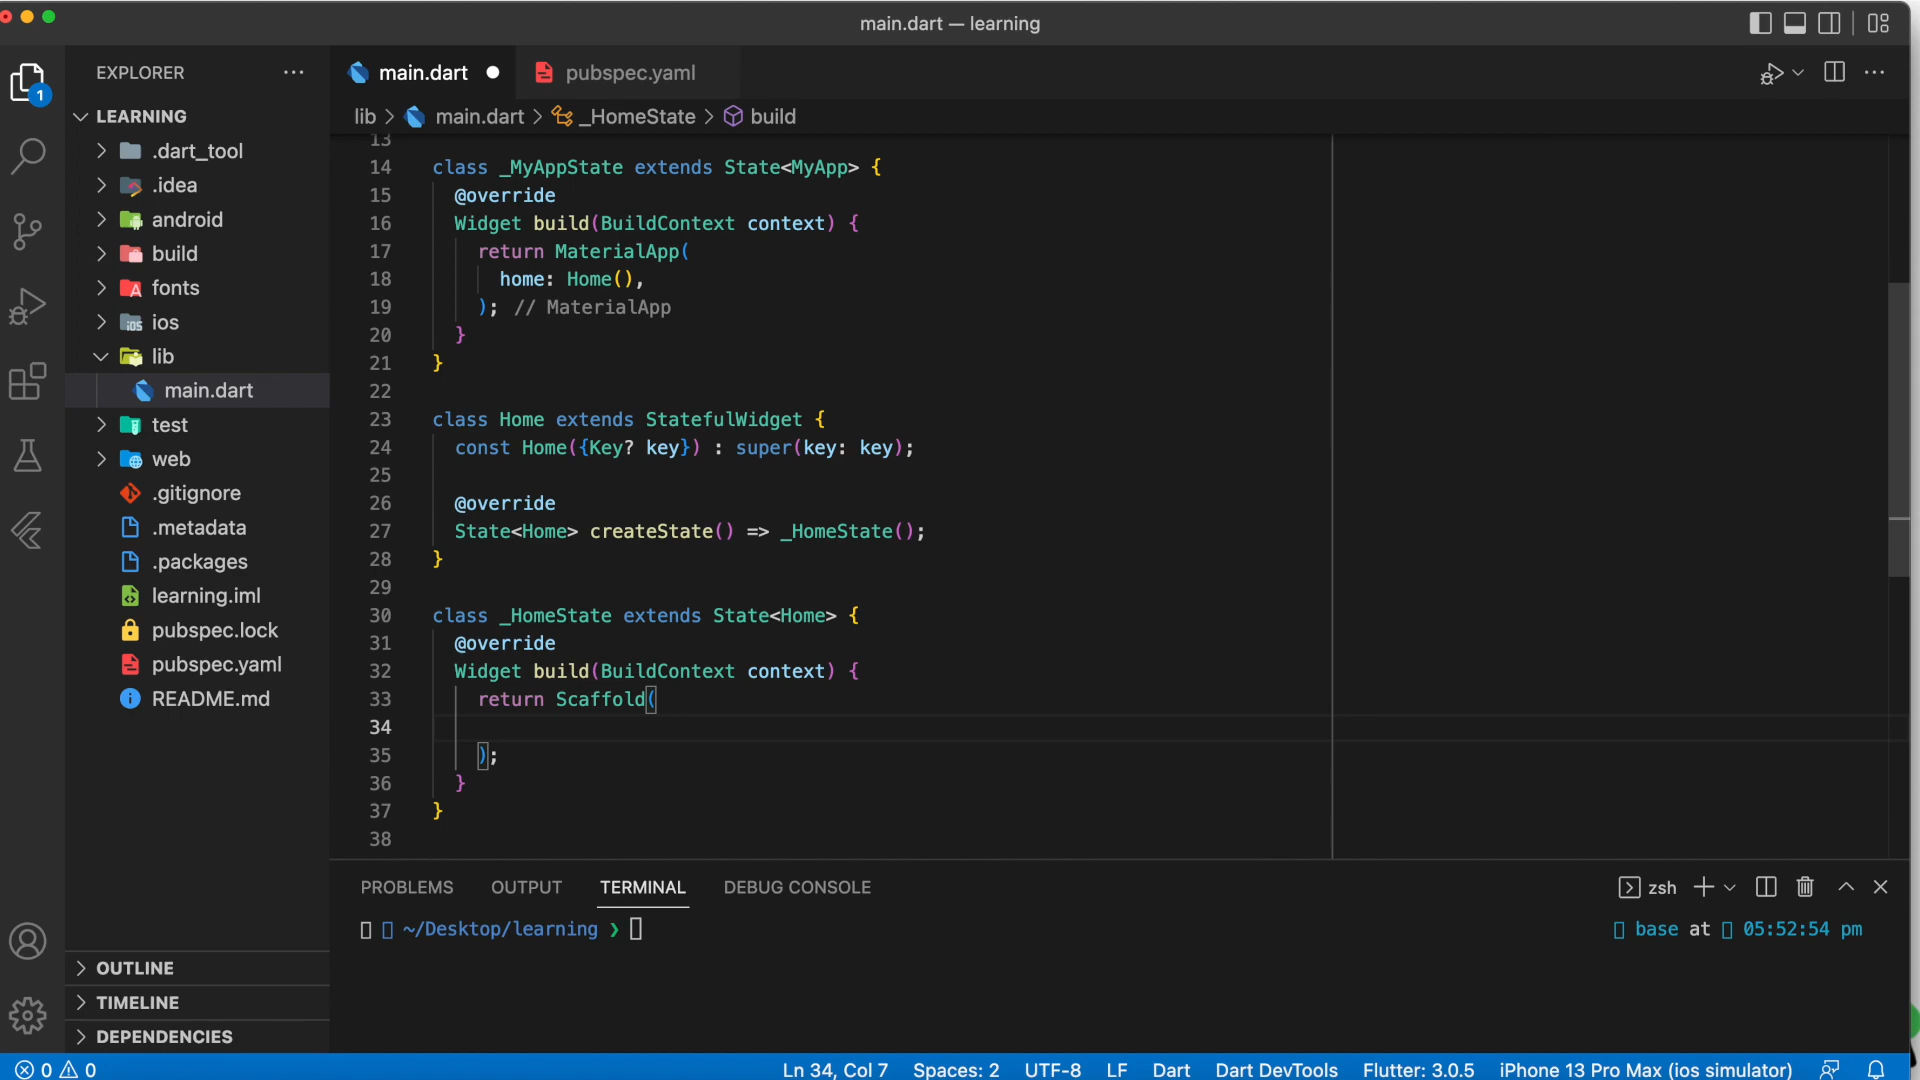 main.dart — learning
EXPLORER
LEARNING
.dart_tool
.idea
android
build
fonts
ios
lib
main.dart
test
web
.gitignore
.metadata
.packages
learning.iml
pubspec.lock
pubspec.yaml
README.md
OUTLINE
TIMELINE
DEPENDENCIES
1
main.dart
pubspec.yaml
lib > main.dart > _HomeState > build
13
14 class _MyAppState extends State<MyApp> {
15 @override
16 Widget build(BuildContext context) {
17 return MaterialApp(
18 home: Home(),
19 ); // MaterialApp
20 }
21 }
22
23 class Home extends StatefulWidget {
24 const Home({Key? key}) : super(key: key);
25
26 @override
27 State<Home> createState() => _HomeState();
28 }
29
30 class _HomeState extends State<Home> {
31 @override
32 Widget build(BuildContext context) {
33 return Scaffold(
34
35 );
36 }
37 }
38
PROBLEMS OUTPUT TERMINAL DEBUG CONSOLE
zsh
~/Desktop/learning ❯
base at 05:52:54 pm
0 0
Ln 34, Col 7 Spaces: 2 UTF-8 LF Dart Dart DevTools Flutter: 3.0.5 iPhone 13 Pro Max (ios simulator)